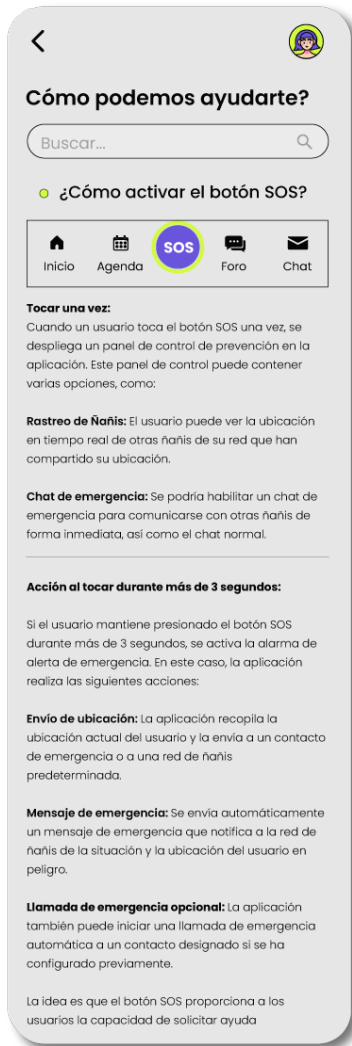 Cómo podemos ayudarte?
Buscar...
¿Cómo activar el botón SOS?
Inicio Agenda SOS Foro Chat
Tocar una vez:
Cuando un usuario toca el botón SOS una vez, se
despliega un panel de control de prevención en la
aplicación. Este panel de control puede contener
varias opciones, como:
Rastreo de Ñañis: El usuario puede ver la ubicación
en tiempo real de otras ñañis de su red que han
compartido su ubicación.
Chat de emergencia: Se podría habilitar un chat de
emergencia para comunicarse con otras ñañis de
forma inmediata, así como el chat normal.
Acción al tocar durante más de 3 segundos:
Si el usuario mantiene presionado el botón SOS
durante más de 3 segundos, se activa la alarma de
alerta de emergencia. En este caso, la aplicación
realiza las siguientes acciones:
Envío de ubicación: La aplicación recopila la
ubicación actual del usuario y la envía a un contacto
de emergencia o a una red de ñañis
predeterminada.
Mensaje de emergencia: Se envía automáticamente
un mensaje de emergencia que notifica a la red de
ñañis de la situación y la ubicación del usuario en
peligro.
Llamada de emergencia opcional: La aplicación
también puede iniciar una llamada de emergencia
automática a un contacto designado si se ha
configurado previamente.
La idea es que el botón SOS proporciona a los
usuarios la capacidad de solicitar ayuda